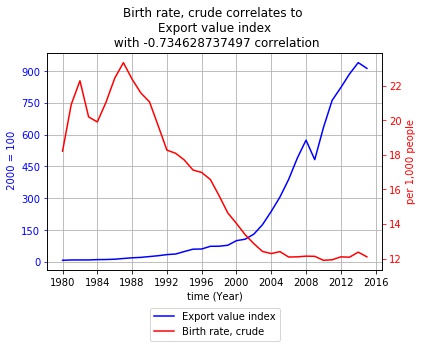 Birth rate, crude correlates to
Export value index
with -0.734628737497 correlation
900
750
600
450
300
150
0
2000 = 100
22
20
18
16
14
12
per 1,000 people
1980 1984 1988 1992 1996 2000 2004 2008 2012 2016
time (Year)
Export value index
Birth rate, crude